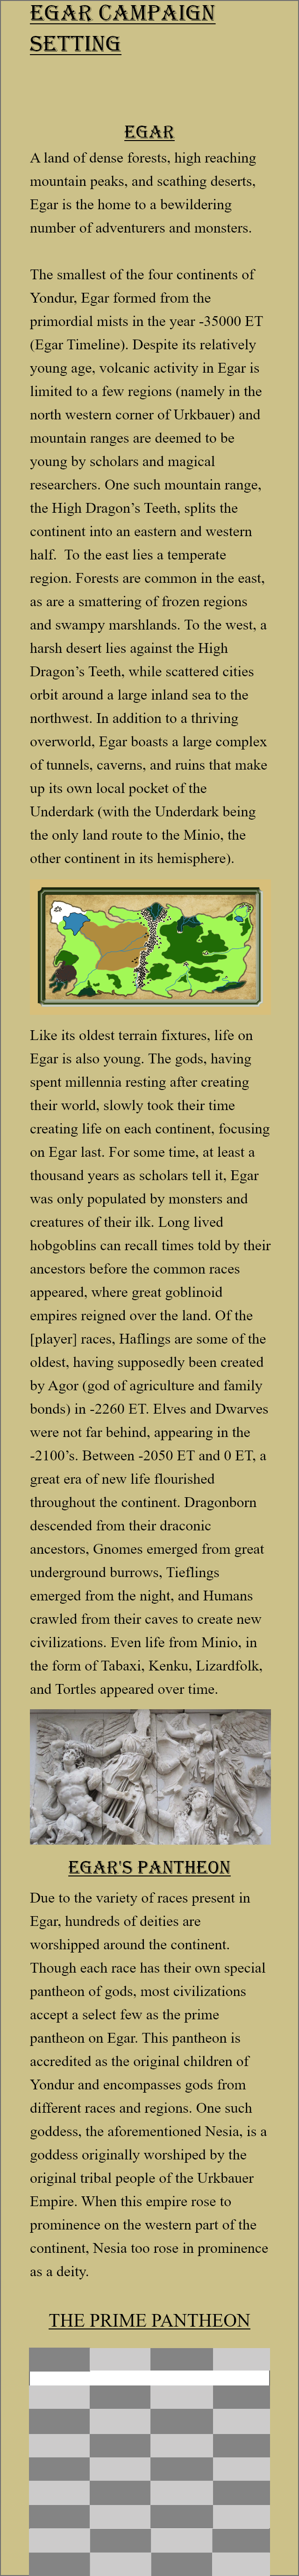 EGAR CAMPAIGN
SETTING
EGAR
A land of dense forests, high reaching
mountain peaks, and scathing deserts,
Egar is the home to a bewildering
number of adventurers and monsters.
The smallest of the four continents of
Yondur, Egar formed from the
primordial mists in the year -35000 ET
(Egar Timeline). Despite its relatively
young age, volcanic activity in Egar is
limited to a few regions (namely in the
north western corner of Urkbauer) and
mountain ranges are deemed to be
young by scholars and magical
researchers. One such mountain range,
the High Dragon’s Teeth, splits the
continent into an eastern and western
half.  To the east lies a temperate
region. Forests are common in the east,
as are a smattering of frozen regions
and swampy marshlands. To the west, a
harsh desert lies against the High
Dragon’s Teeth, while scattered cities
orbit around a large inland sea to the
northwest. In addition to a thriving
overworld, Egar boasts a large complex
of tunnels, caverns, and ruins that make
up its own local pocket of the
Underdark (with the Underdark being
the only land route to the Minio, the
other continent in its hemisphere).
Like its oldest terrain fixtures, life on
Egar is also young. The gods, having
spent millennia resting after creating
their world, slowly took their time
creating life on each continent, focusing
on Egar last. For some time, at least a
thousand years as scholars tell it, Egar
was only populated by monsters and
creatures of their ilk. Long lived
hobgoblins can recall times told by their
ancestors before the common races
appeared, where great goblinoid
empires reigned over the land. Of the
[player] races, Haflings are some of the
oldest, having supposedly been created
by Agor (god of agriculture and family
bonds) in -2260 ET. Elves and Dwarves
were not far behind, appearing in the
-2100’s. Between -2050 ET and 0 ET, a
great era of new life flourished
throughout the continent. Dragonborn
descended from their draconic
ancestors, Gnomes emerged from great
underground burrows, Tieflings
emerged from the night, and Humans
crawled from their caves to create new
civilizations. Even life from Minio, in
the form of Tabaxi, Kenku, Lizardfolk,
and Tortles appeared over time.
EGAR'S PANTHEON
Due to the variety of races present in
Egar, hundreds of deities are
worshipped around the continent.
Though each race has their own special
pantheon of gods, most civilizations
accept a select few as the prime
pantheon on Egar. This pantheon is
accredited as the original children of
Yondur and encompasses gods from
different races and regions. One such
goddess, the aforementioned Nesia, is a
goddess originally worshiped by the
original tribal people of the Urkbauer
Empire. When this empire rose to
prominence on the western part of the
continent, Nesia too rose in prominence
as a deity.
THE PRIME PANTHEON